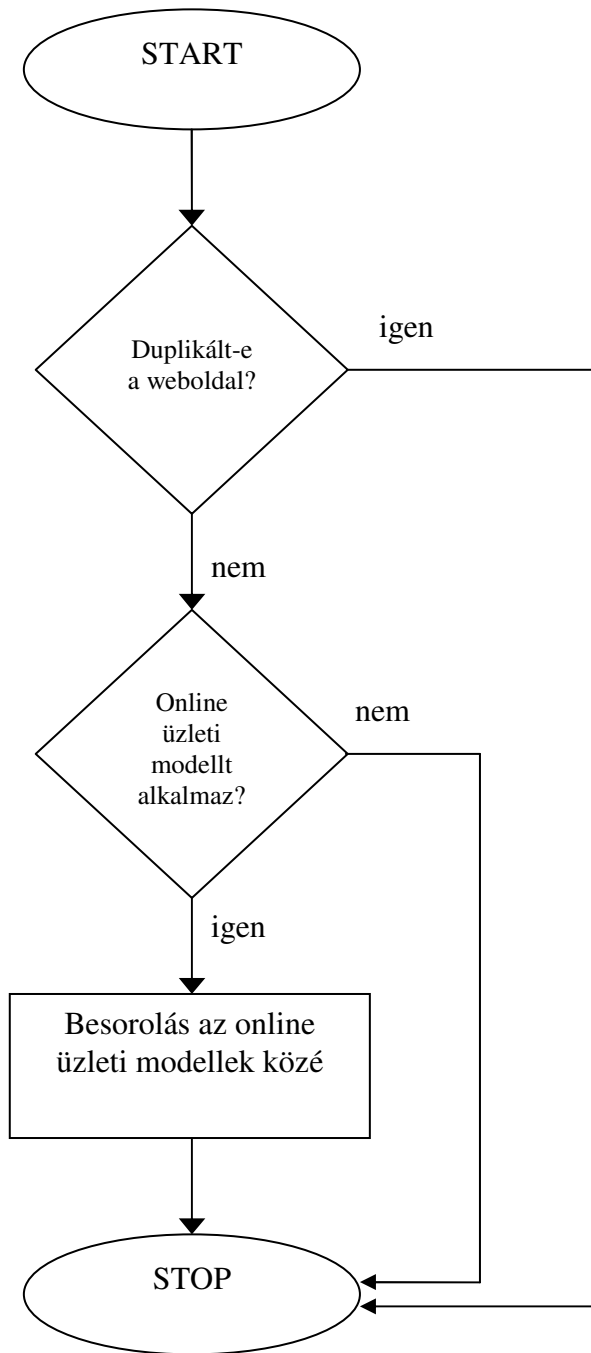 START
Duplikált-e
a weboldal?
igen
nem
Online
üzleti
modellt
alkalmaz?
nem
igen
Besorolás az online
üzleti modellek közé
STOP